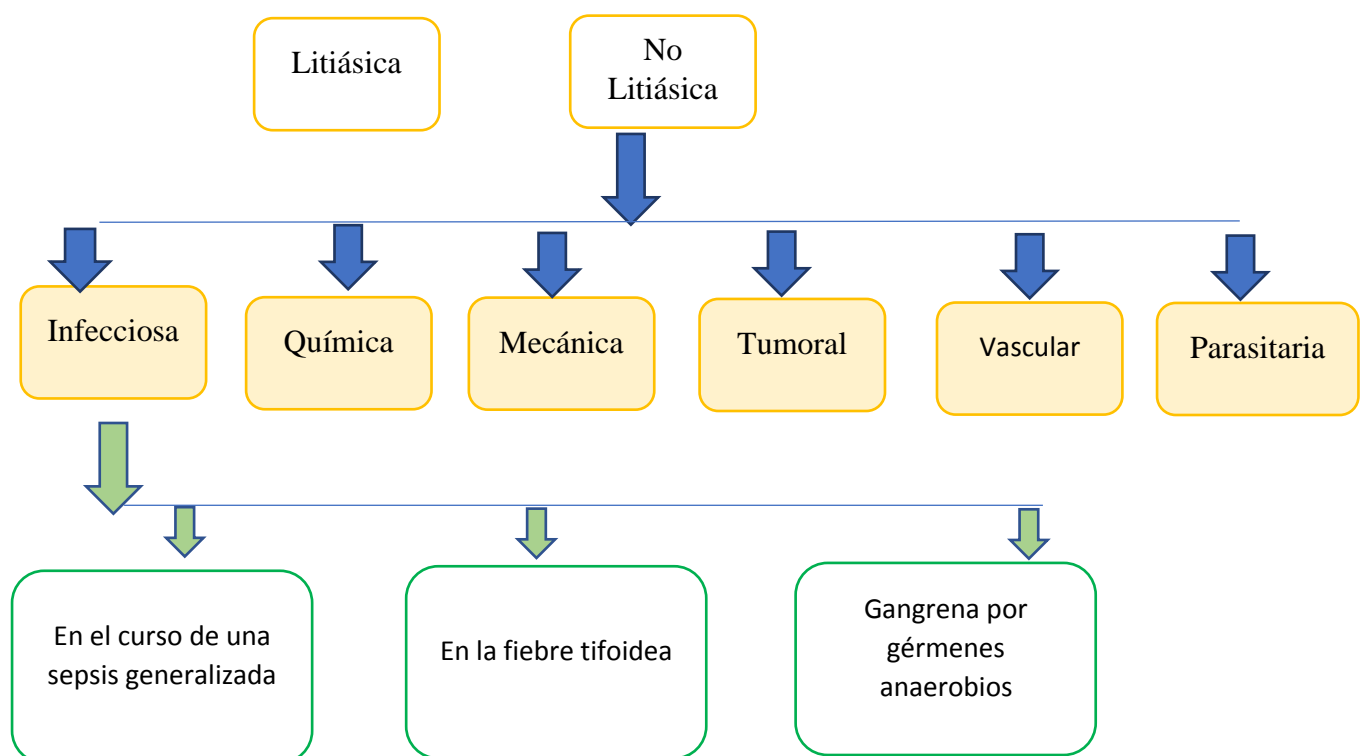 Litiásica
No
Litiásica
Infecciosa
Química
Mecánica
Tumoral
Vascular
Parasitaria
En el curso de una
sepsis generalizada
En la fiebre tifoidea
Gangrena por
gérmenes
anaerobios